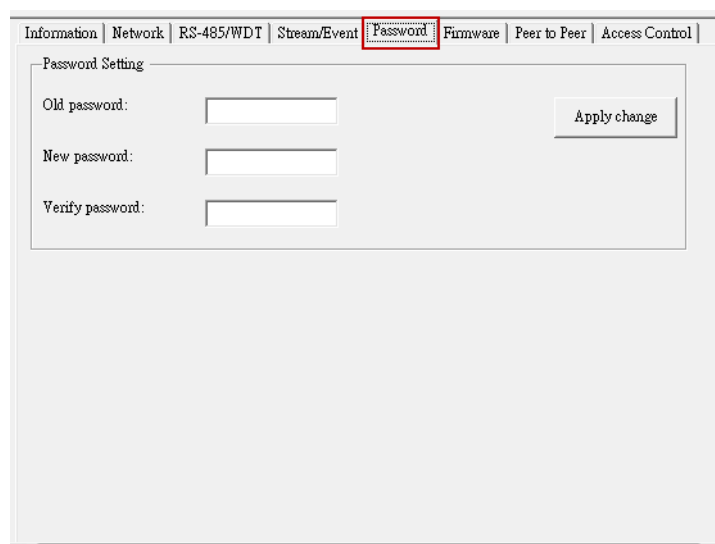 Information Network RS-485/WDT Stream/Event Password Firmware Peer to Peer Access Control
Password Setting
Old password:
Apply change
New password:
Verify password: